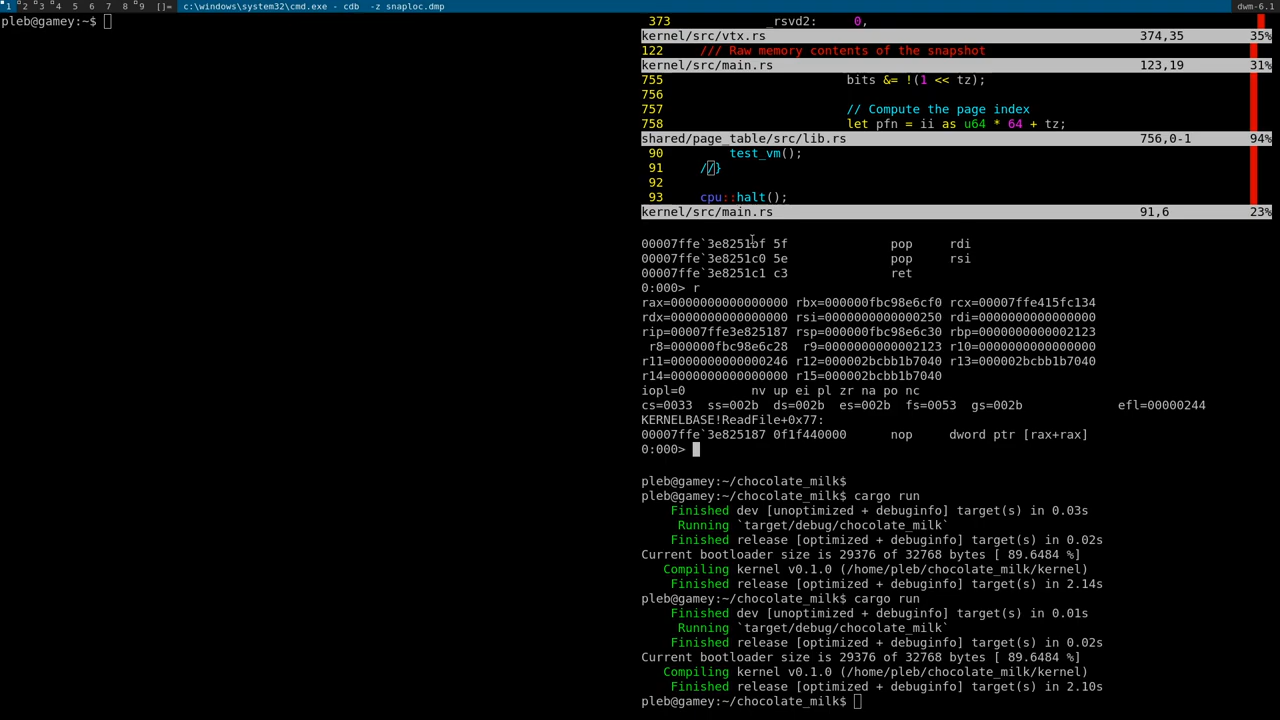 1 2 3 4 5 6 7 8 9 []= c:\windows\system32\cmd.exe - cdb  -z snaploc.dmp dwm-6.1
pleb@gamey:~$
373 _rsvd2: 0,
kernel/src/vtx.rs 374,35 35%
122 /// Raw memory contents of the snapshot
kernel/src/main.rs 123,19 31%
755 bits &= !(1 << tz);
756
757 // Compute the page index
758 let pfn = ii as u64 * 64 + tz;
shared/page_table/src/lib.rs 756,0-1 94%
90 test_vm();
91 //}
92
93 cpu::halt();
kernel/src/main.rs 91,6 23%
00007ffe`3e8251bf 5f pop rdi
00007ffe`3e8251c0 5e pop rsi
00007ffe`3e8251c1 c3 ret
0:000> r
rax=0000000000000000 rbx=000000fbc98e6cf0 rcx=00007ffe415fc134
rdx=0000000000000000 rsi=0000000000000250 rdi=0000000000000000
rip=00007ffe3e825187 rsp=000000fbc98e6c30 rbp=0000000000002123
r8=000000fbc98e6c28  r9=0000000000002123 r10=0000000000000000
r11=0000000000000246 r12=000002bcbb1b7040 r13=000002bcbb1b7040
r14=0000000000000000 r15=000002bcbb1b7040
iopl=0 nv up ei pl zr na po nc
cs=0033  ss=002b  ds=002b  es=002b  fs=0053  gs=002b efl=00000244
KERNELBASE!ReadFile+0x77:
00007ffe`3e825187 0f1f440000 nop dword ptr [rax+rax]
0:000>
pleb@gamey:~/chocolate_milk$
pleb@gamey:~/chocolate_milk$ cargo run
Finished dev [unoptimized + debuginfo] target(s) in 0.03s
Running `target/debug/chocolate_milk`
Finished release [optimized + debuginfo] target(s) in 0.02s
Current bootloader size is 29376 of 32768 bytes [ 89.6484 %]
Compiling kernel v0.1.0 (/home/pleb/chocolate_milk/kernel)
Finished release [optimized + debuginfo] target(s) in 2.14s
pleb@gamey:~/chocolate_milk$ cargo run
Finished dev [unoptimized + debuginfo] target(s) in 0.01s
Running `target/debug/chocolate_milk`
Finished release [optimized + debuginfo] target(s) in 0.02s
Current bootloader size is 29376 of 32768 bytes [ 89.6484 %]
Compiling kernel v0.1.0 (/home/pleb/chocolate_milk/kernel)
Finished release [optimized + debuginfo] target(s) in 2.10s
pleb@gamey:~/chocolate_milk$